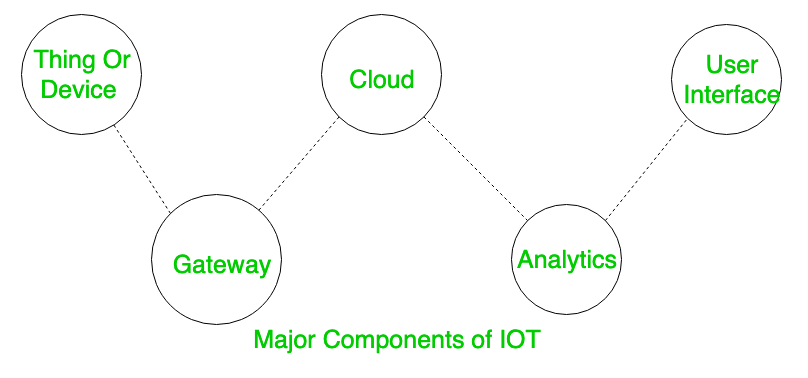 Thing Or
Device
Cloud
User
Interface
Gateway
Analytics
Major Components of IOT